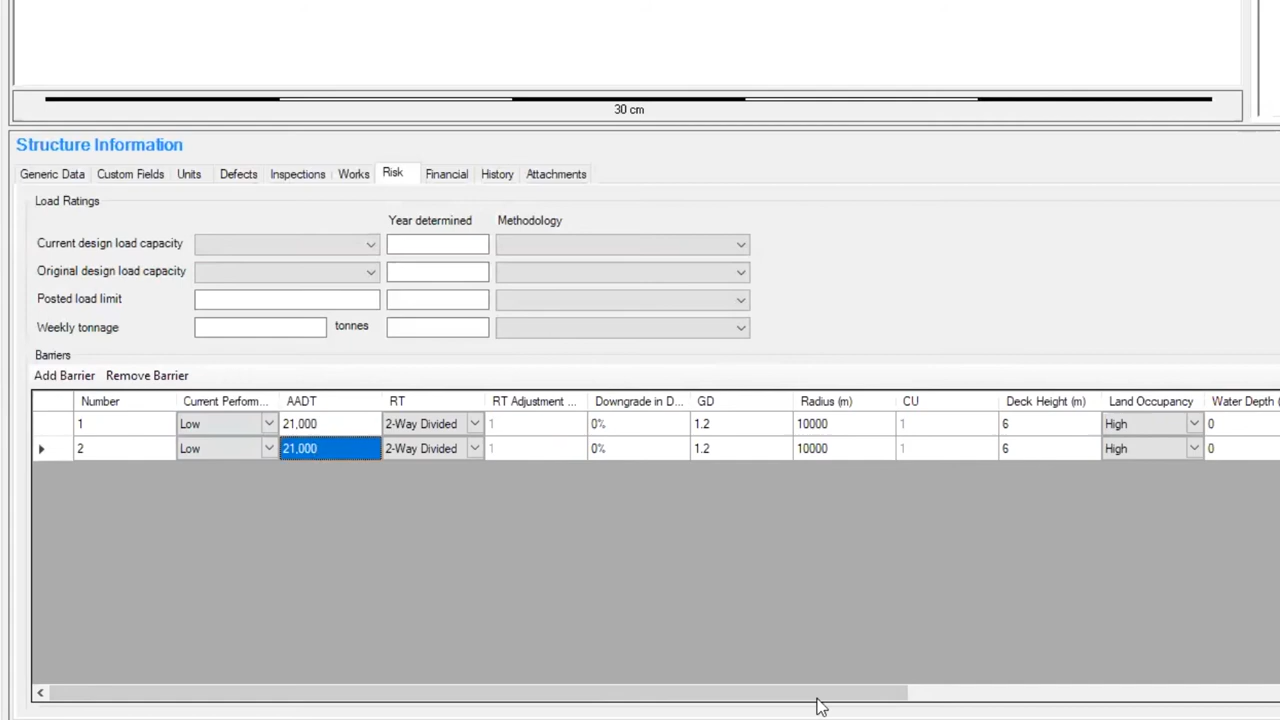 30 cm
Structure Information
Generic Data Custom Fields Units Defects Inspections Works Risk Financial History Attachments
Load Ratings
Year determined Methodology
Current design load capacity
Original design load capacity
Posted load limit
Weekly tonnage tonnes
Barriers
Add Barrier Remove Barrier
Number Current Perform... AADT RT RT Adjustment ... Downgrade in D... GD Radius (m) CU Deck Height (m) Land Occupancy Water Depth (
1 Low 21,000 2-Way Divided 1 0% 1.2 10000 1 6 High 0
2 Low 21,000 2-Way Divided 1 0% 1.2 10000 1 6 High 0